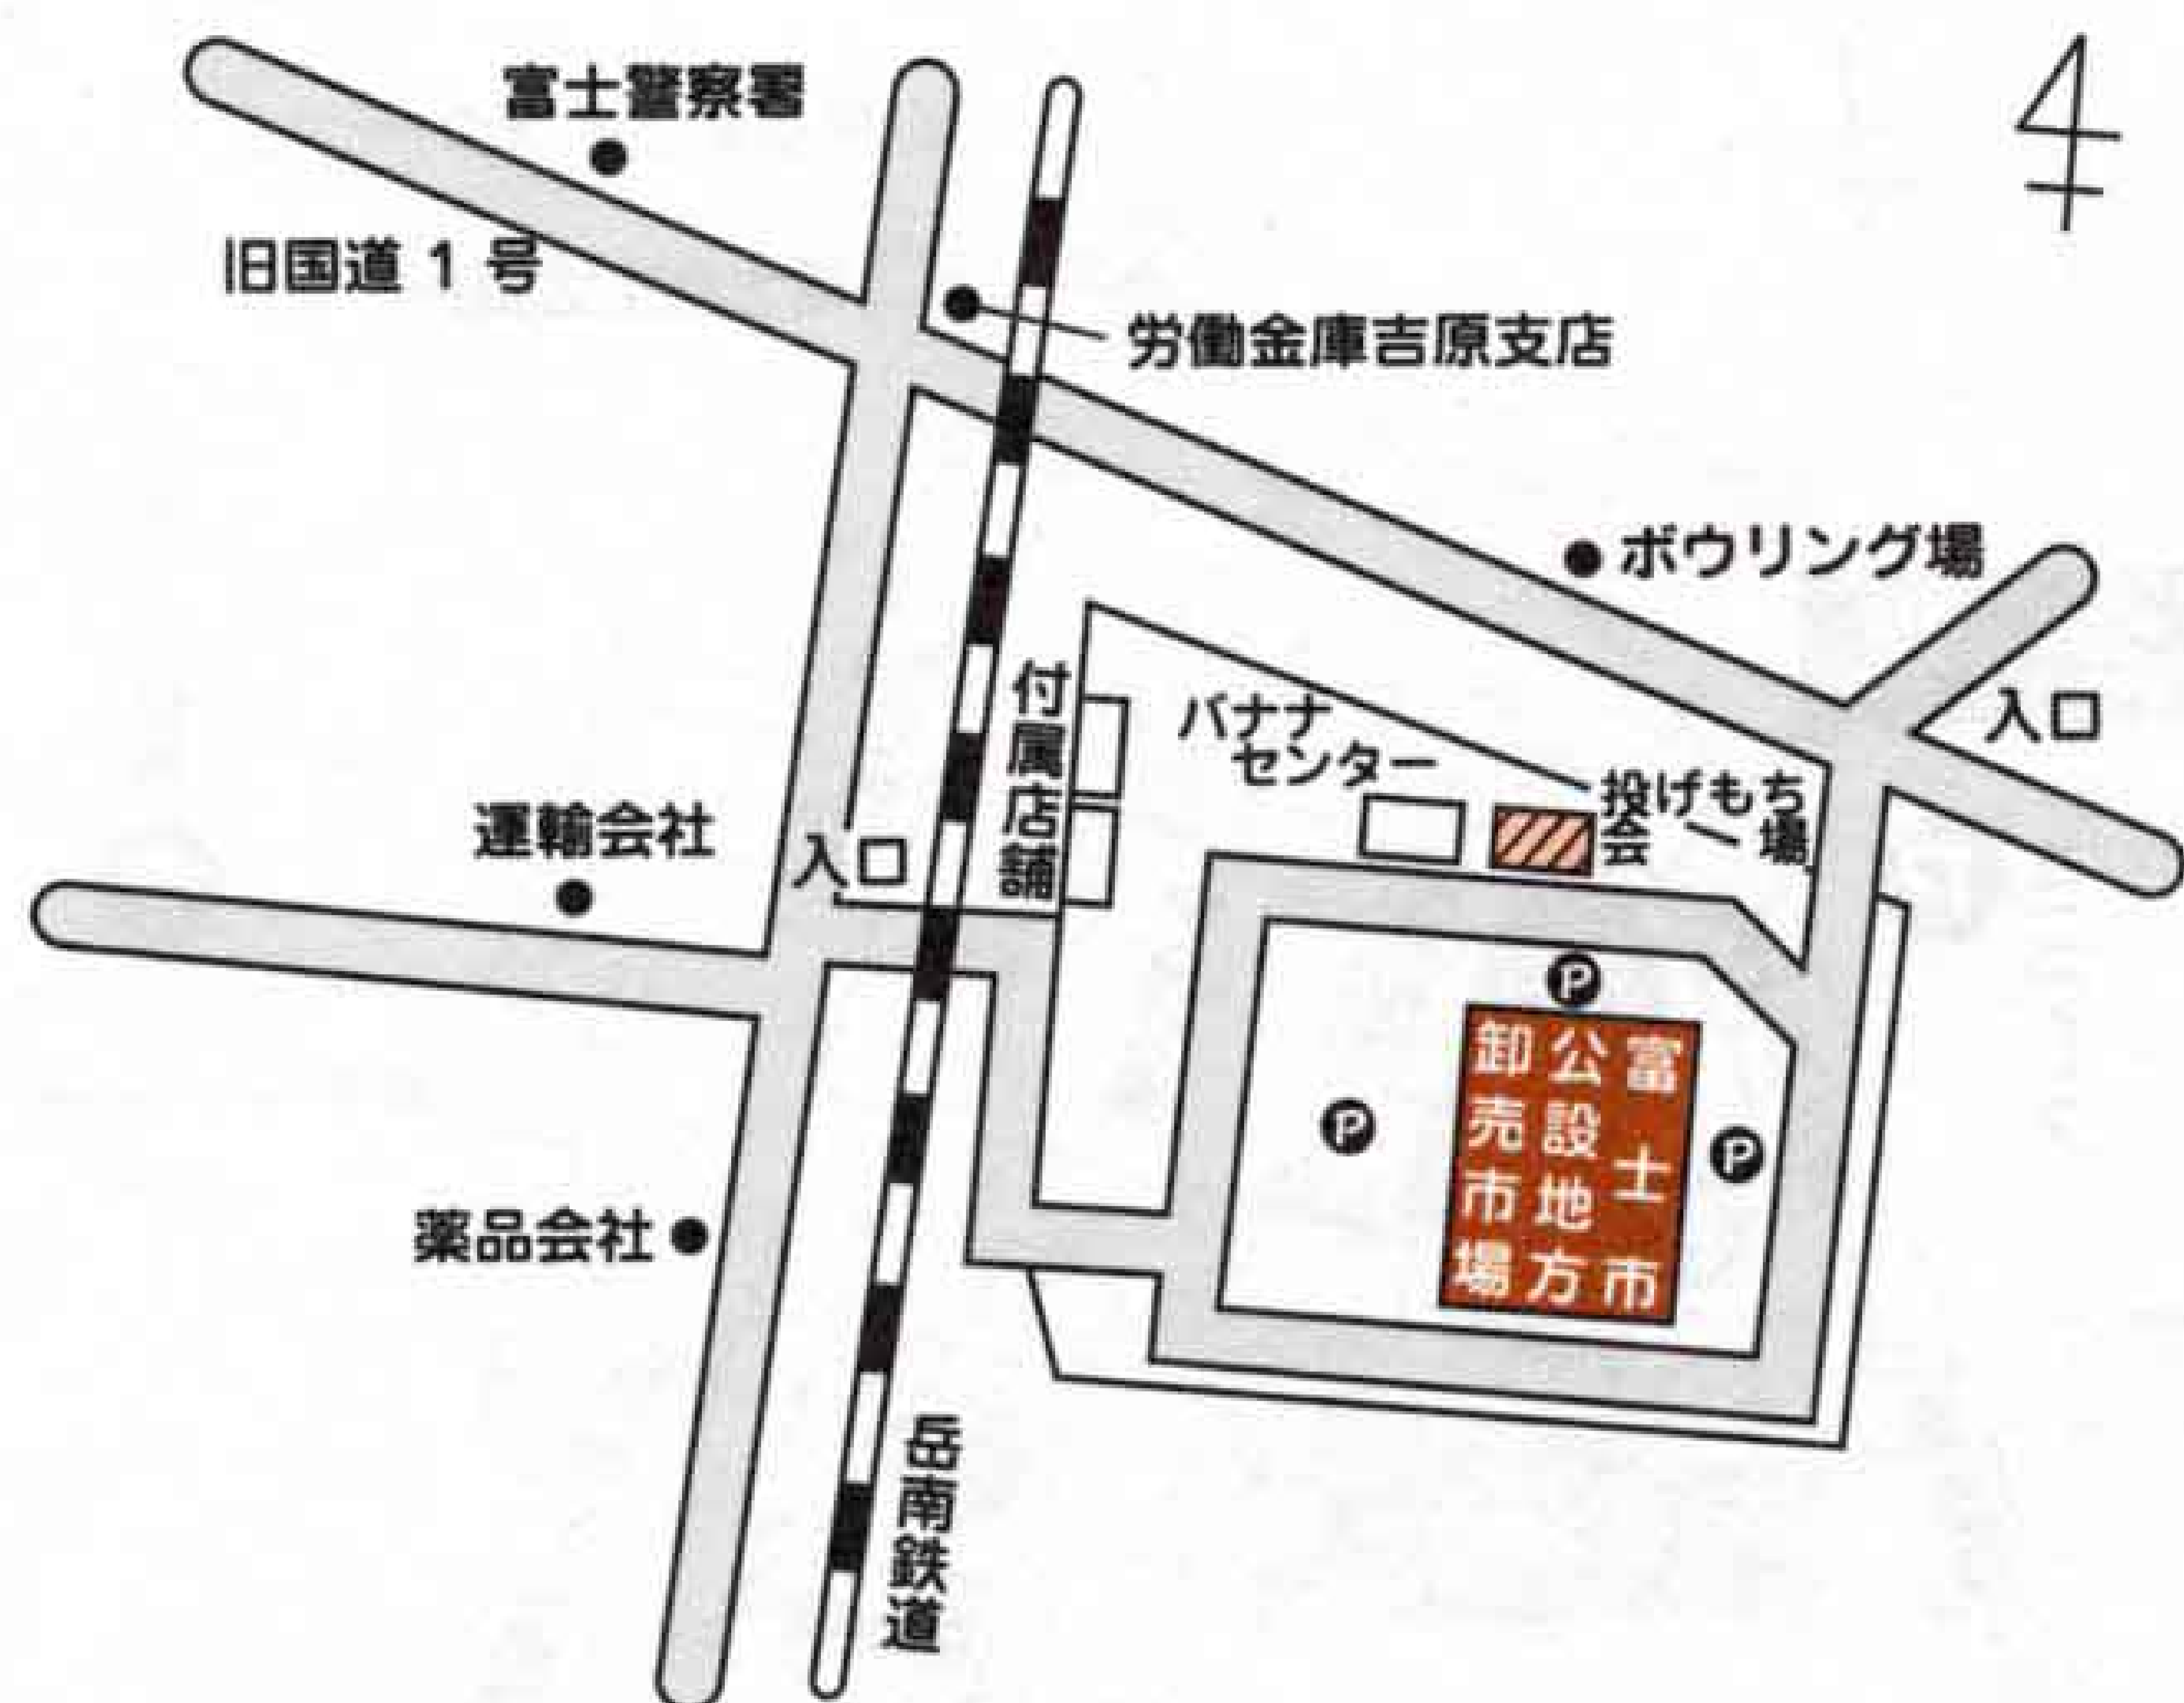 富士警察署
旧国道1号
労働金庫吉原支店
ボウリング場
入口
付属店舗
バナナ
センター
投げもち
会場
運輸会社
入口
P
P
P
富士市
公設地方
卸売市場
薬品会社
岳南鉄道